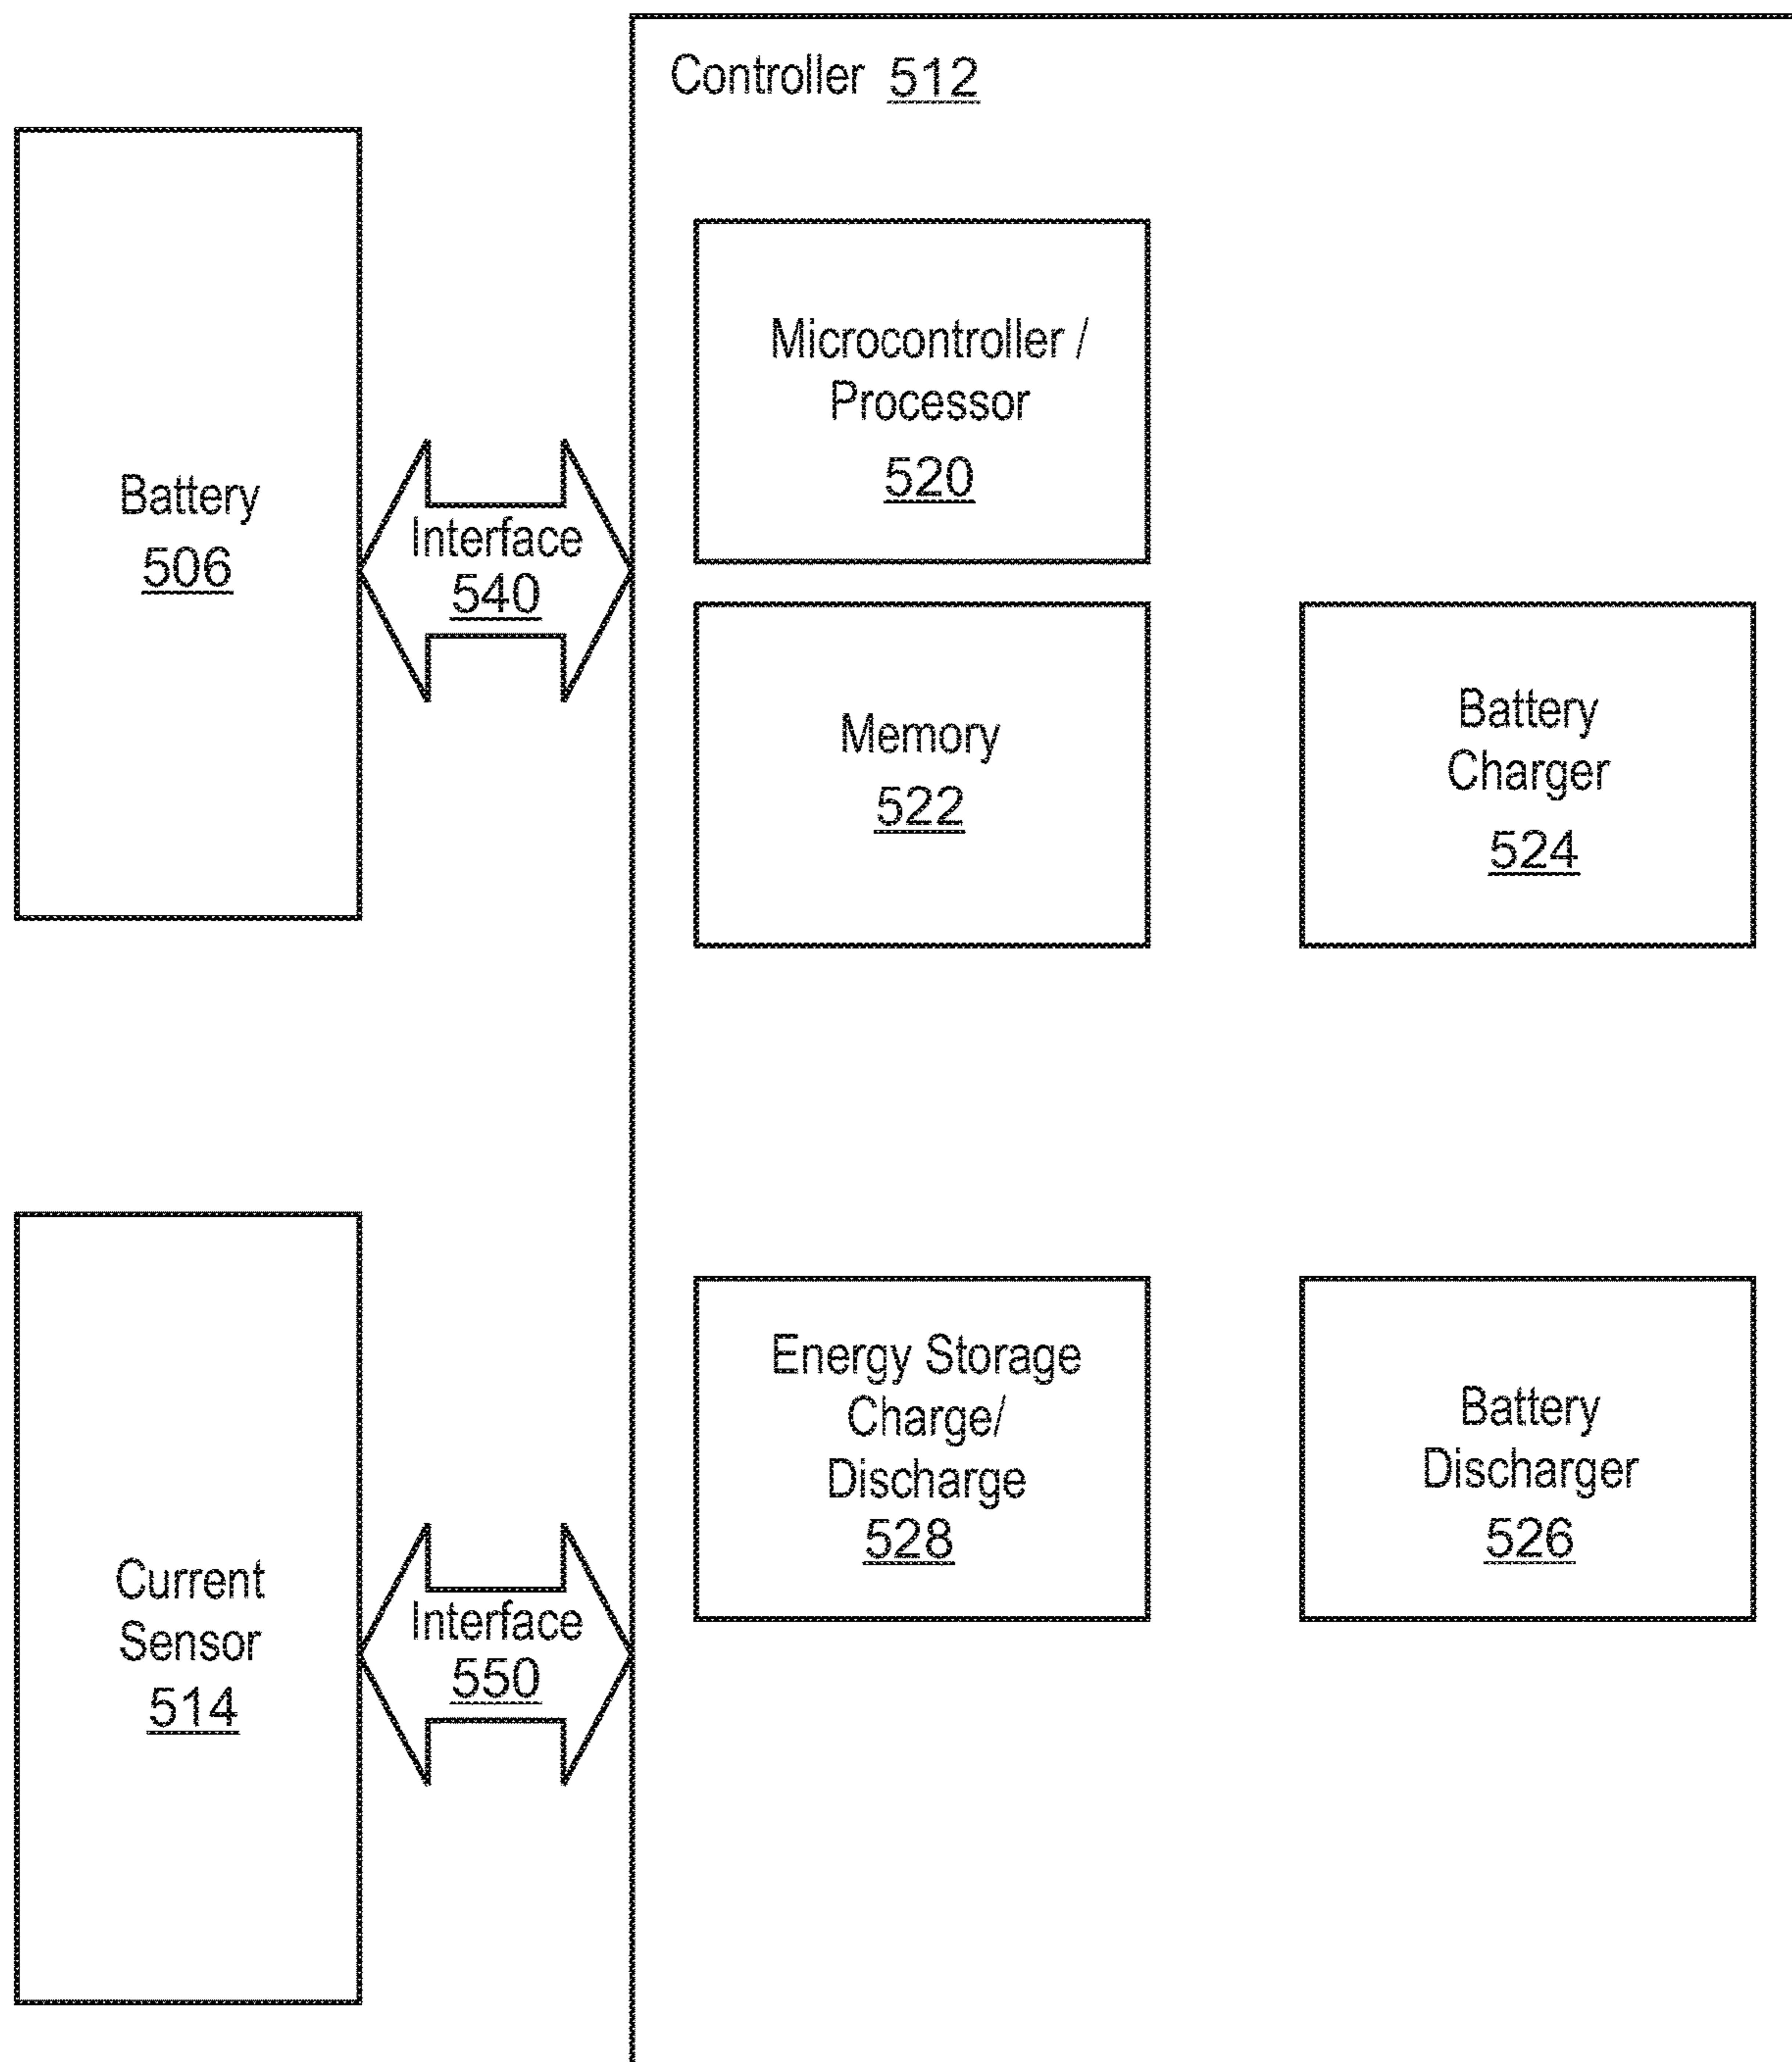 Controller 512
Battery
506
Interface
540
Microcontroller /
Processor
520
Memory
522
Battery
Charger
524
Current
Sensor
514
Interface
550
Energy Storage
Charge/
Discharge
528
Battery
Discharger
526